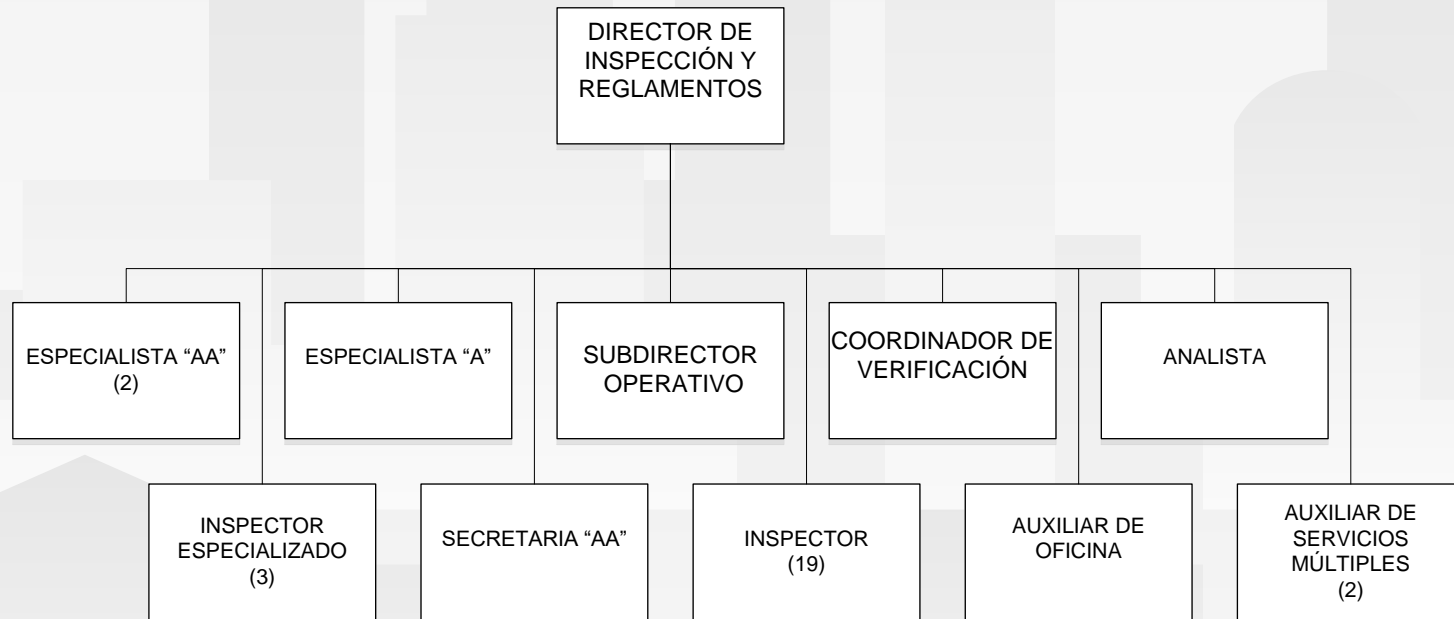 DIRECTOR DE
INSPECCIÓN Y
REGLAMENTOS
ESPECIALISTA “AA”
(2)
ESPECIALISTA “A”
SUBDIRECTOR
OPERATIVO
COORDINADOR DE
VERIFICACIÓN
ANALISTA
INSPECTOR
ESPECIALIZADO
(3)
SECRETARIA “AA”
INSPECTOR
(19)
AUXILIAR DE
OFICINA
AUXILIAR DE
SERVICIOS
MÚLTIPLES
(2)